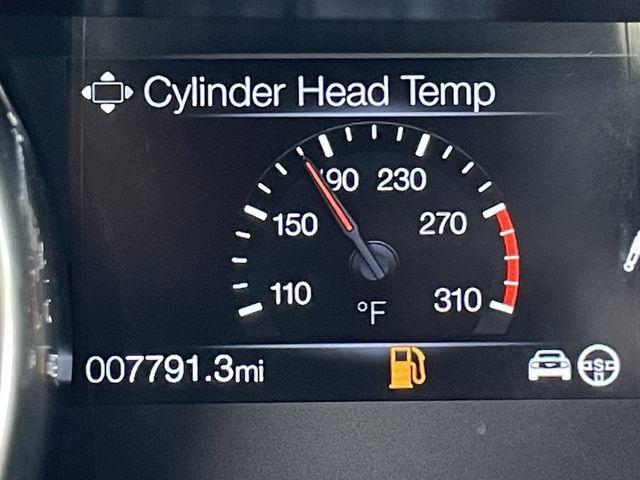 Cylinder Head Temp
190 230
150 270
110 310
°F
007791.3mi
S